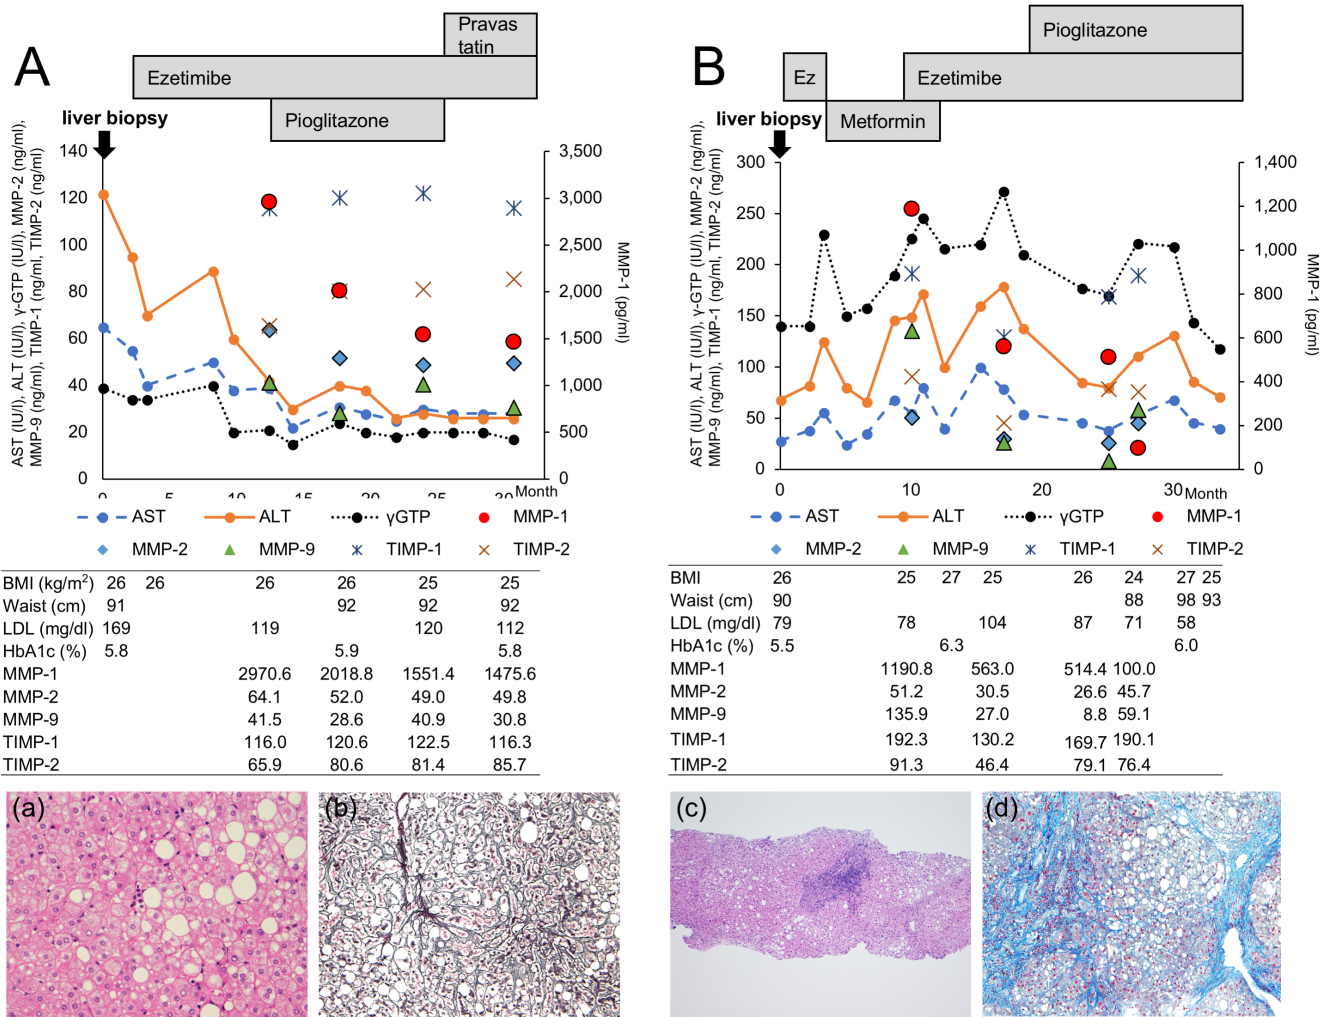 A
Pravas
tatin
Ezetimibe
Pioglitazone
liver biopsy
AST (IU/l), ALT (IU/l), γ-GTP (IU/l), MMP-2 (ng/ml),
MMP-9 (ng/ml), TIMP-1 (ng/ml, TIMP-2 (ng/ml)
140
120
100
80
60
40
20
0
3,500
3,000
2,500
2,000
1,500
1,000
500
0
MMP-1 (pg/ml)
0 5 10 15 20 25 30 Month
AST ALT γGTP MMP-1
MMP-2 MMP-9 TIMP-1 TIMP-2
BMI (kg/m2) 26 26 26 26 25 25
Waist (cm) 91 92 92 92
LDL (mg/dl) 169 119 120 112
HbA1c (%) 5.8 5.9 5.8
MMP-1 2970.6 2018.8 1551.4 1475.6
MMP-2 64.1 52.0 49.0 49.8
MMP-9 41.5 28.6 40.9 30.8
TIMP-1 116.0 120.6 122.5 116.3
TIMP-2 65.9 80.6 81.4 85.7
(a) (b)
B
Pioglitazone
Ez Ezetimibe
Metformin
liver biopsy
AST (IU/l), ALT (IU/l), γ-GTP (IU/l), MMP-2 (ng/ml),
MMP-9 (ng/ml), TIMP-1 (ng/ml, TIMP-2 (ng/ml)
300
250
200
150
100
50
0
1,400
1,200
1,000
800
600
400
200
0
MMP-1 (pg/ml)
0 10 20 30 Month
AST ALT γGTP MMP-1
MMP-2 MMP-9 TIMP-1 TIMP-2
BMI 26 25 27 25 26 24 27 25
Waist (cm) 90 88 98 93
LDL (mg/dl) 79 78 104 87 71 58
HbA1c (%) 5.5 6.3 6.0
MMP-1 1190.8 563.0 514.4 100.0
MMP-2 51.2 30.5 26.6 45.7
MMP-9 135.9 27.0 8.8 59.1
TIMP-1 192.3 130.2 169.7 190.1
TIMP-2 91.3 46.4 79.1 76.4
(c) (d)